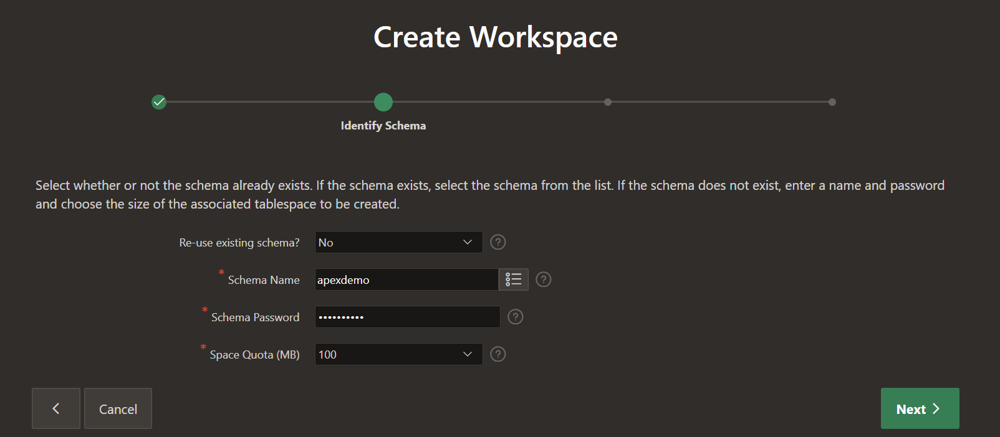 Create Workspace
Identify Schema
Select whether or not the schema already exists. If the schema exists, select the schema from the list. If the schema does not exist, enter a name and password
and choose the size of the associated tablespace to be created.
Re-use existing schema? No ?
* Schema Name apexdemo ?
* Schema Password •••••••••• ?
* Space Quota (MB) 100 ?
Cancel Next